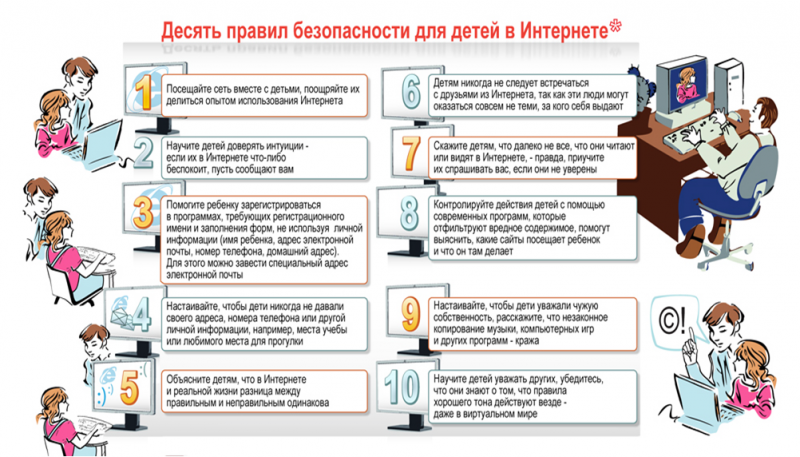 Десять правил безопасности для детей в Интернете*
1
Посещайте сеть вместе с детьми, поощряйте их
делиться опытом использования Интернета
2
Научите детей доверять интуиции -
если их в Интернете что-либо
беспокоит, пусть сообщают вам
3
Помогите ребенку зарегистрироваться
в программах, требующих регистрационного
имени и заполнения форм, не используя личной
информации (имя ребенка, адрес электронной
почты, номер телефона, домашний адрес).
Для этого можно завести специальный адрес
электронной почты
4
Настаивайте, чтобы дети никогда не давали
своего адреса, номера телефона или другой
личной информации, например, места учебы
или любимого места для прогулки
5
Объясните детям, что в Интернете
и реальной жизни разница между
правильным и неправильным одинакова
6
Детям никогда не следует встречаться
с друзьями из Интернета, так как эти люди могут
оказаться совсем не теми, за кого себя выдают
7
Скажите детям, что далеко не все, что они читают
или видят в Интернете, - правда, приучите
их спрашивать вас, если они не уверены
8
Контролируйте действия детей с помощью
современных программ, которые
отфильтруют вредное содержимое, помогут
выяснить, какие сайты посещает ребенок
и что он там делает
9
Настаивайте, чтобы дети уважали чужую
собственность, расскажите, что незаконное
копирование музыки, компьютерных игр
и других программ - кража
10
Научите детей уважать других, убедитесь,
что они знают о том, что правила
хорошего тона действуют везде -
даже в виртуальном мире
©!